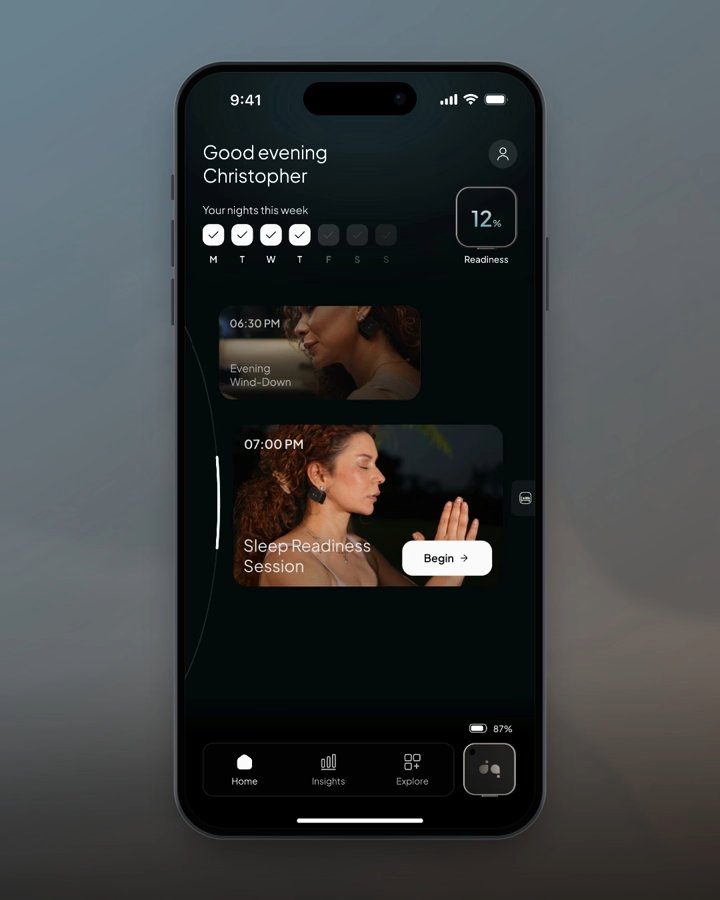 9:41
Good evening
Christopher
Your nights this week
M T W T F S S
12%
Readiness
06:30 PM
Evening
Wind-Down
07:00 PM
Sleep Readiness
Session
Begin →
87%
Home
Insights
Explore